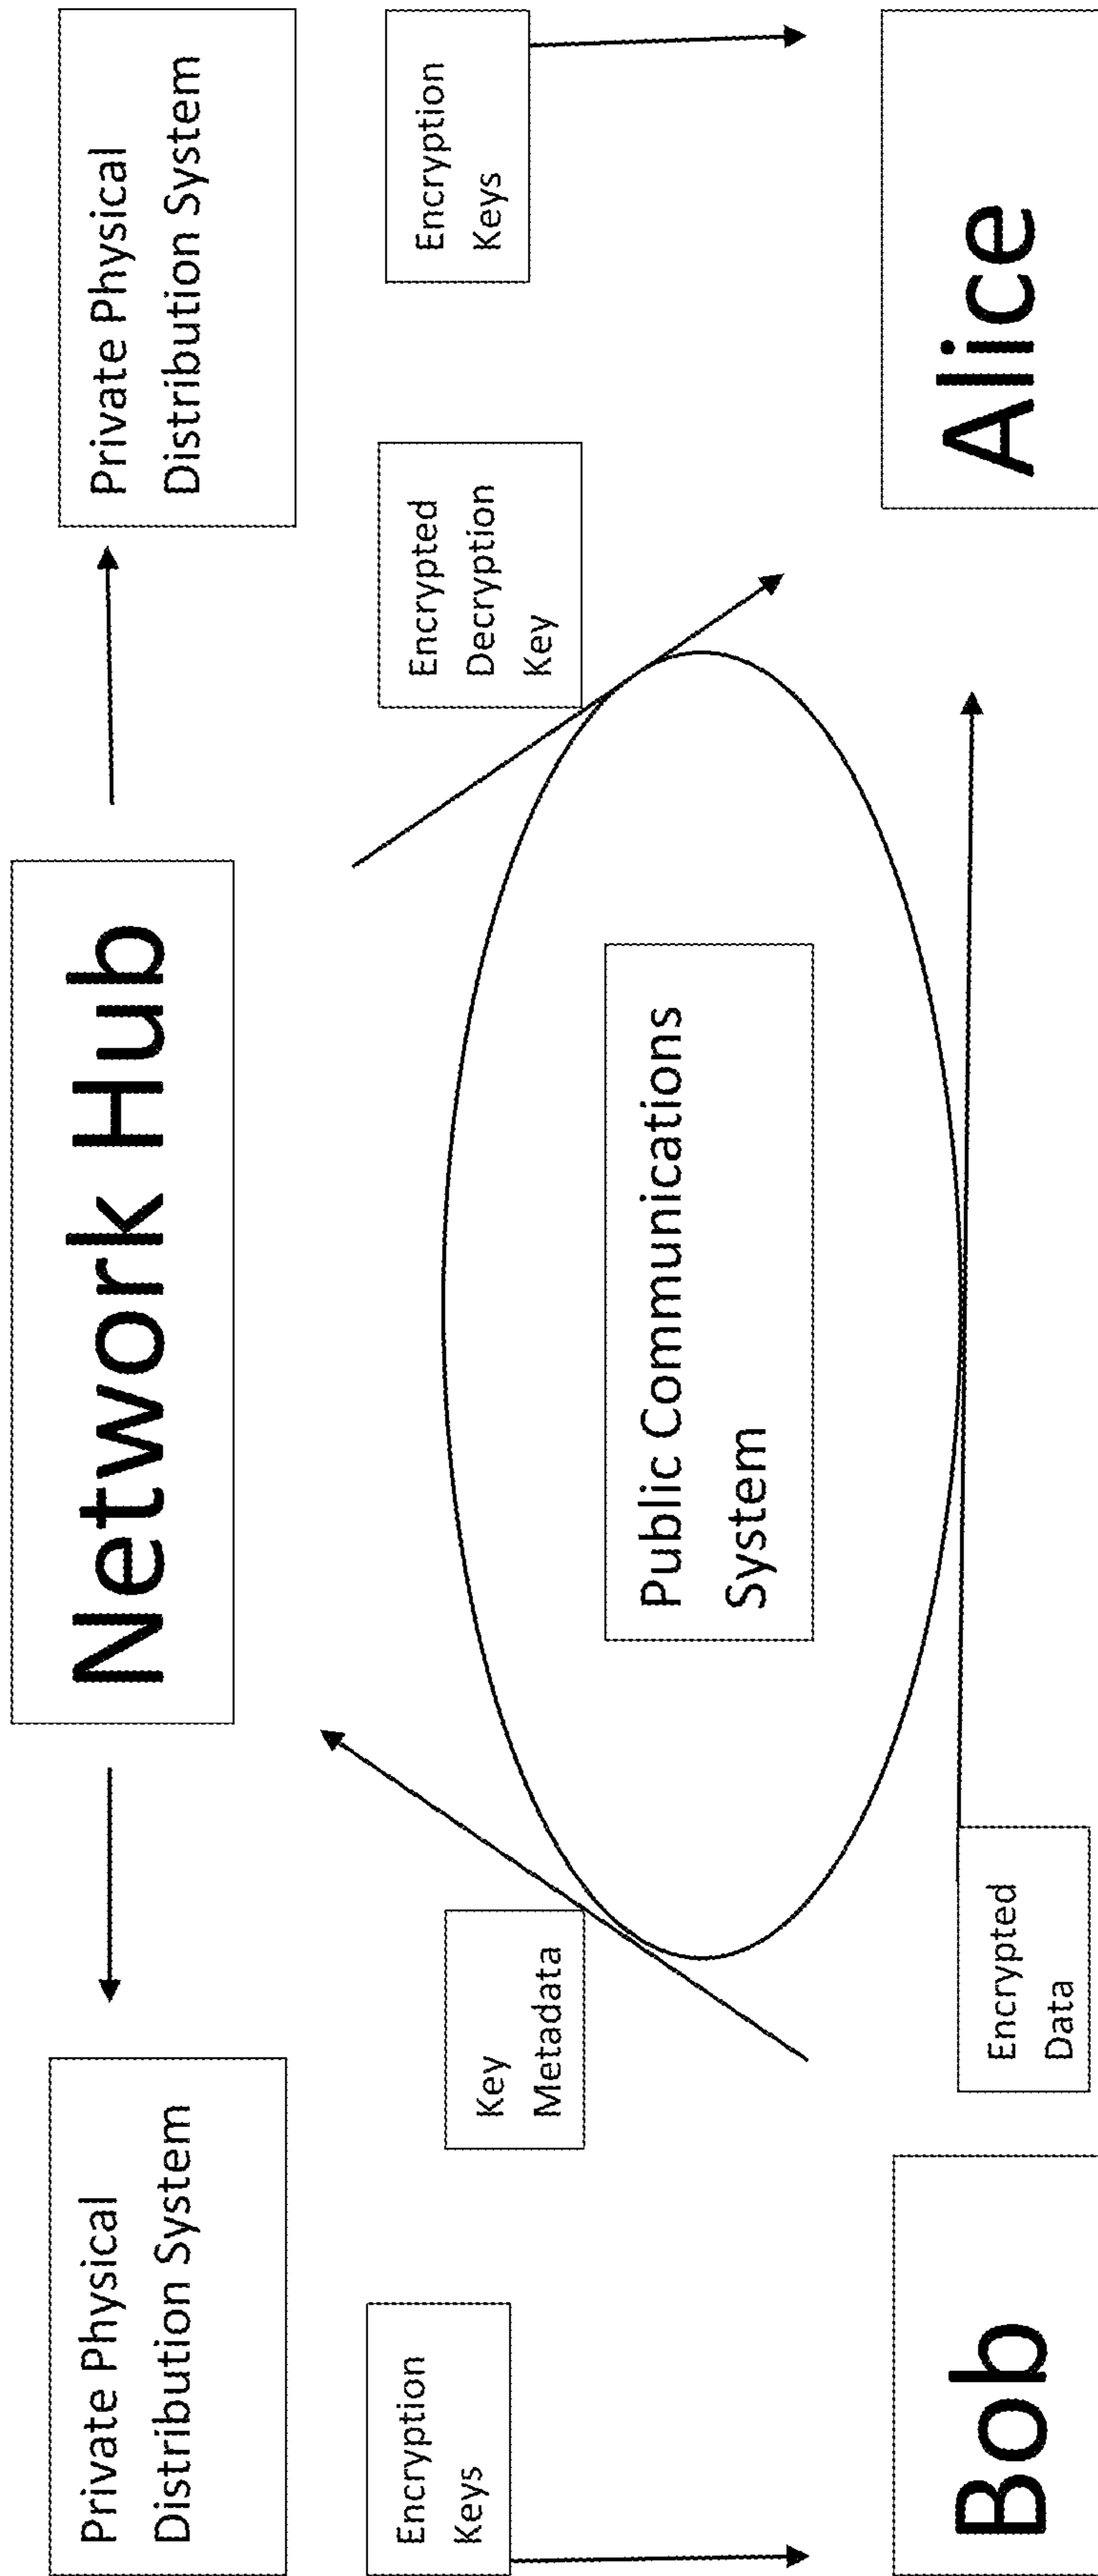 Private Physical
Distribution System
Network Hub
Private Physical
Distribution System
Encryption
Keys
Key
Metadata
Encrypted
Decryption
Key
Encryption
Keys
Public Communications
System
Bob
Encrypted
Data
Alice